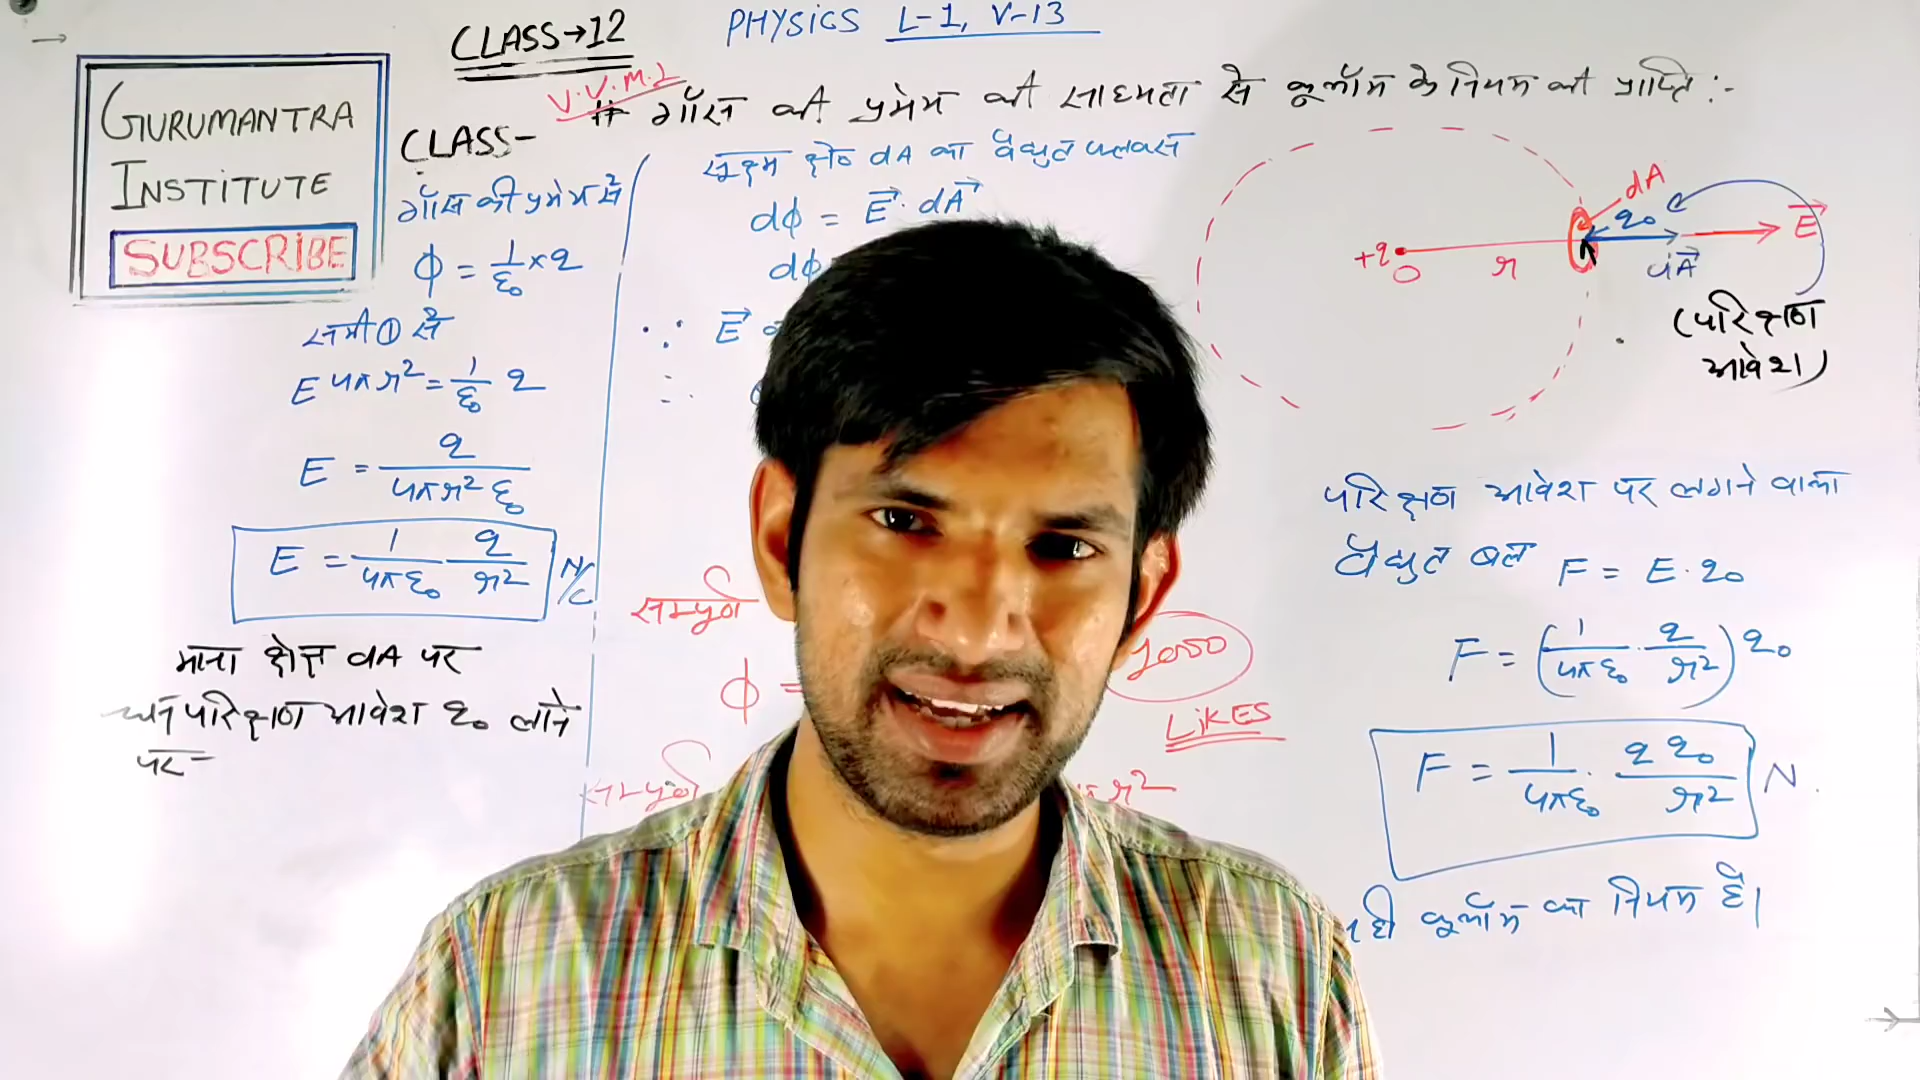 CLASS→12
PHYSICS L-1, V-13
GURUMANTRA
INSTITUTE
SUBSCRIBE
V.V.M.I
# गॉस की प्रमेय की सहायता से कूलॉम के नियम की प्राप्ति :-
CLASS-
गॉस की प्रमेय से
ϕ = 1/ε₀ × q
समी① से
E 4πr² = 1/ε₀ q
E = q/4πr² ε₀
E = 1/4πε₀ q/r² N/C
माना क्षेत्र dA पर
परिक्षण आवेश q₀ लाने
पर-
सूक्ष्म क्षेत्र dA का वैद्युत फ्लक्स
dϕ = E⃗ · dA⃗
dϕ
∵ E⃗
∴
सम्पूर्ण
ϕ =
सम्पूर्ण
r²
1000
LIKES
dA
q₀
E⃗
+q
O
r
dA⃗
(परिक्षण
आवेश)
परिक्षण आवेश पर लगने वाला
वैद्युत बल F = E·q₀
F = (1/4πε₀ · q/r²) q₀
F = 1/4πε₀ · q q₀/r² N
ही कूलॉम का नियम है।